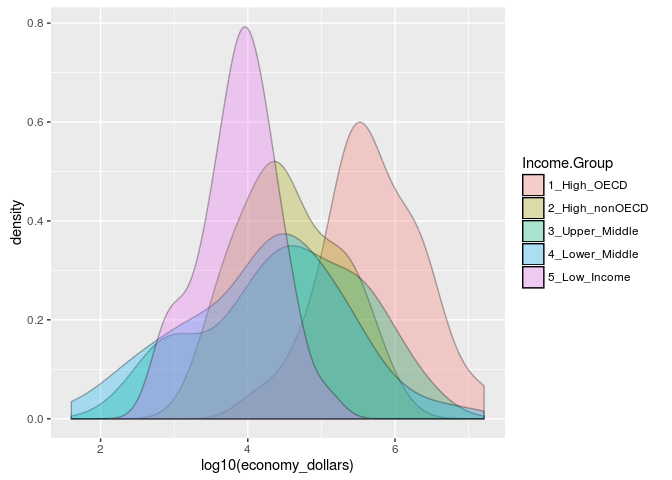 0.8
0.6
0.4
0.2
0.0
density
2
4
6
log10(economy_dollars)
Income.Group
1_High_OECD
2_High_nonOECD
3_Upper_Middle
4_Lower_Middle
5_Low_Income